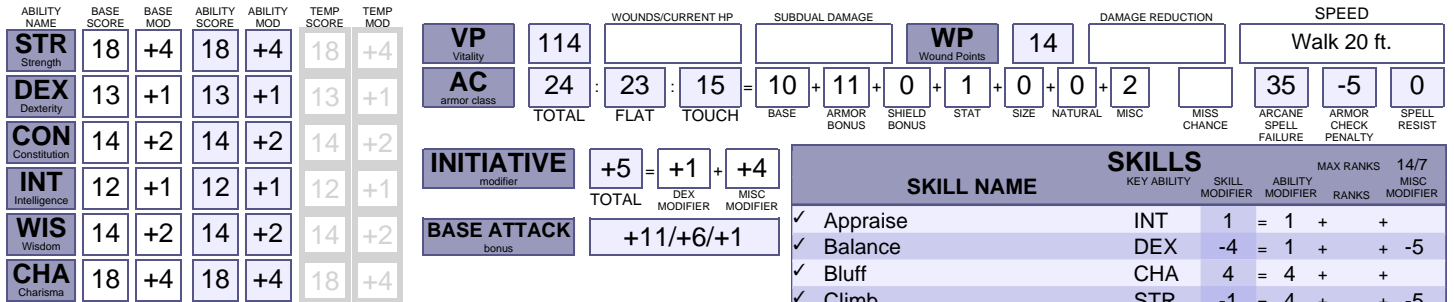 ABILITY NAME BASE SCORE BASE MOD ABILITY SCORE ABILITY MOD TEMP SCORE TEMP MOD
STR Strength 18 +4 18 +4 18 +4
DEX Dexterity 13 +1 13 +1 13 +1
CON Constitution 14 +2 14 +2 14 +2
INT Intelligence 12 +1 12 +1 12 +1
WIS Wisdom 14 +2 14 +2 14 +2
CHA Charisma 18 +4 18 +4 18 +4
WOUNDS/CURRENT HP SUBDUAL DAMAGE DAMAGE REDUCTION SPEED
VP Vitality 114 WP Wound Points 14 Walk 20 ft.
AC armor class 24 : 23 : 15 = 10 + 11 + 0 + 1 + 0 + 0 + 2 35 -5 0
TOTAL FLAT TOUCH BASE ARMOR BONUS SHIELD BONUS STAT SIZE NATURAL MISC MISS CHANCE ARCANE SPELL FAILURE ARMOR CHECK PENALTY SPELL RESIST
INITIATIVE modifier +5 = +1 + +4
TOTAL DEX MODIFIER MISC MODIFIER
BASE ATTACK bonus +11/+6/+1
SKILLS MAX RANKS 14/7
SKILL NAME KEY ABILITY SKILL MODIFIER ABILITY MODIFIER RANKS MISC MODIFIER
✓ Appraise INT 1 = 1 + +
✓ Balance DEX -4 = 1 + + -5
✓ Bluff CHA 4 = 4 + +
✓ Climb STR -1 = 4 + + -5